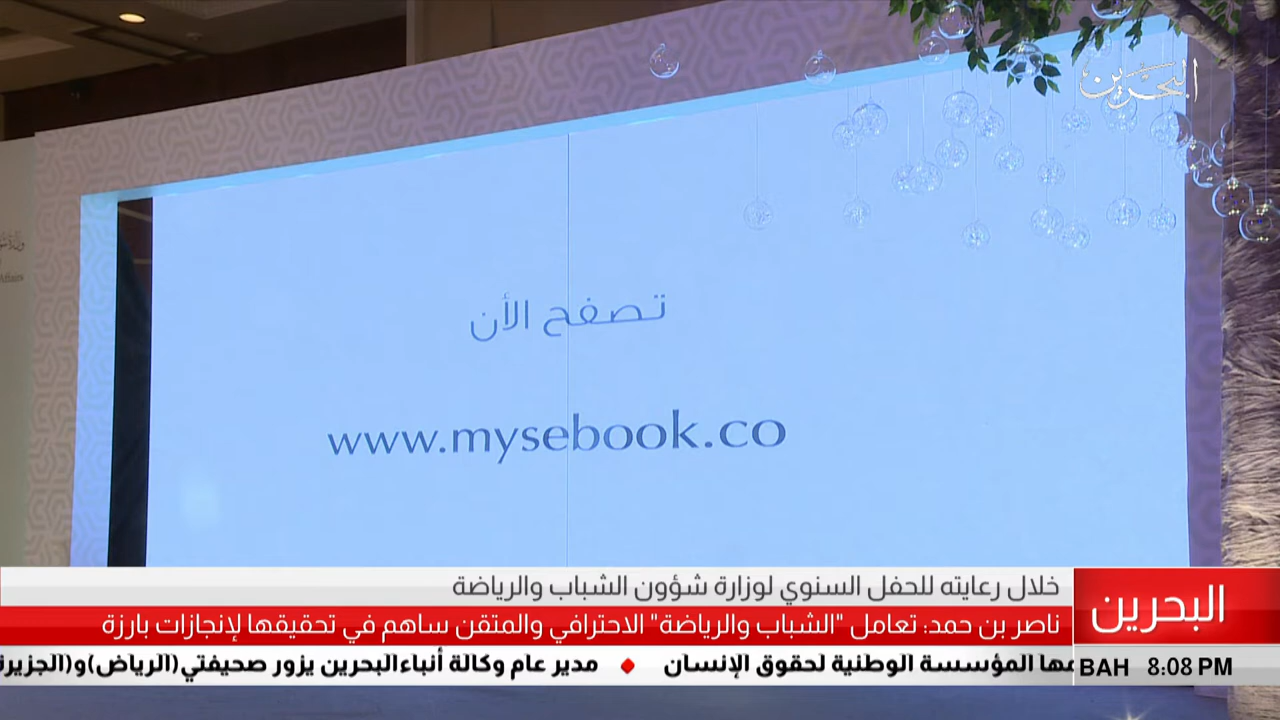 البحرين
Affairs
تصفح الأن
www.mysebook.co
خلال رعايته للحفل السنوي لوزارة شؤون الشباب والرياضة
ناصر بن حمد: تعامل "الشباب والرياضة" الاحترافي والمتقن ساهم في تحقيقها لإنجازات بارزة
البحرين
المؤسسة الوطنية لحقوق الإنسان ♦ مدير عام وكالة أنباءالبحرين يزور صحيفتي(الرياض)و
BAH 8:08 PM